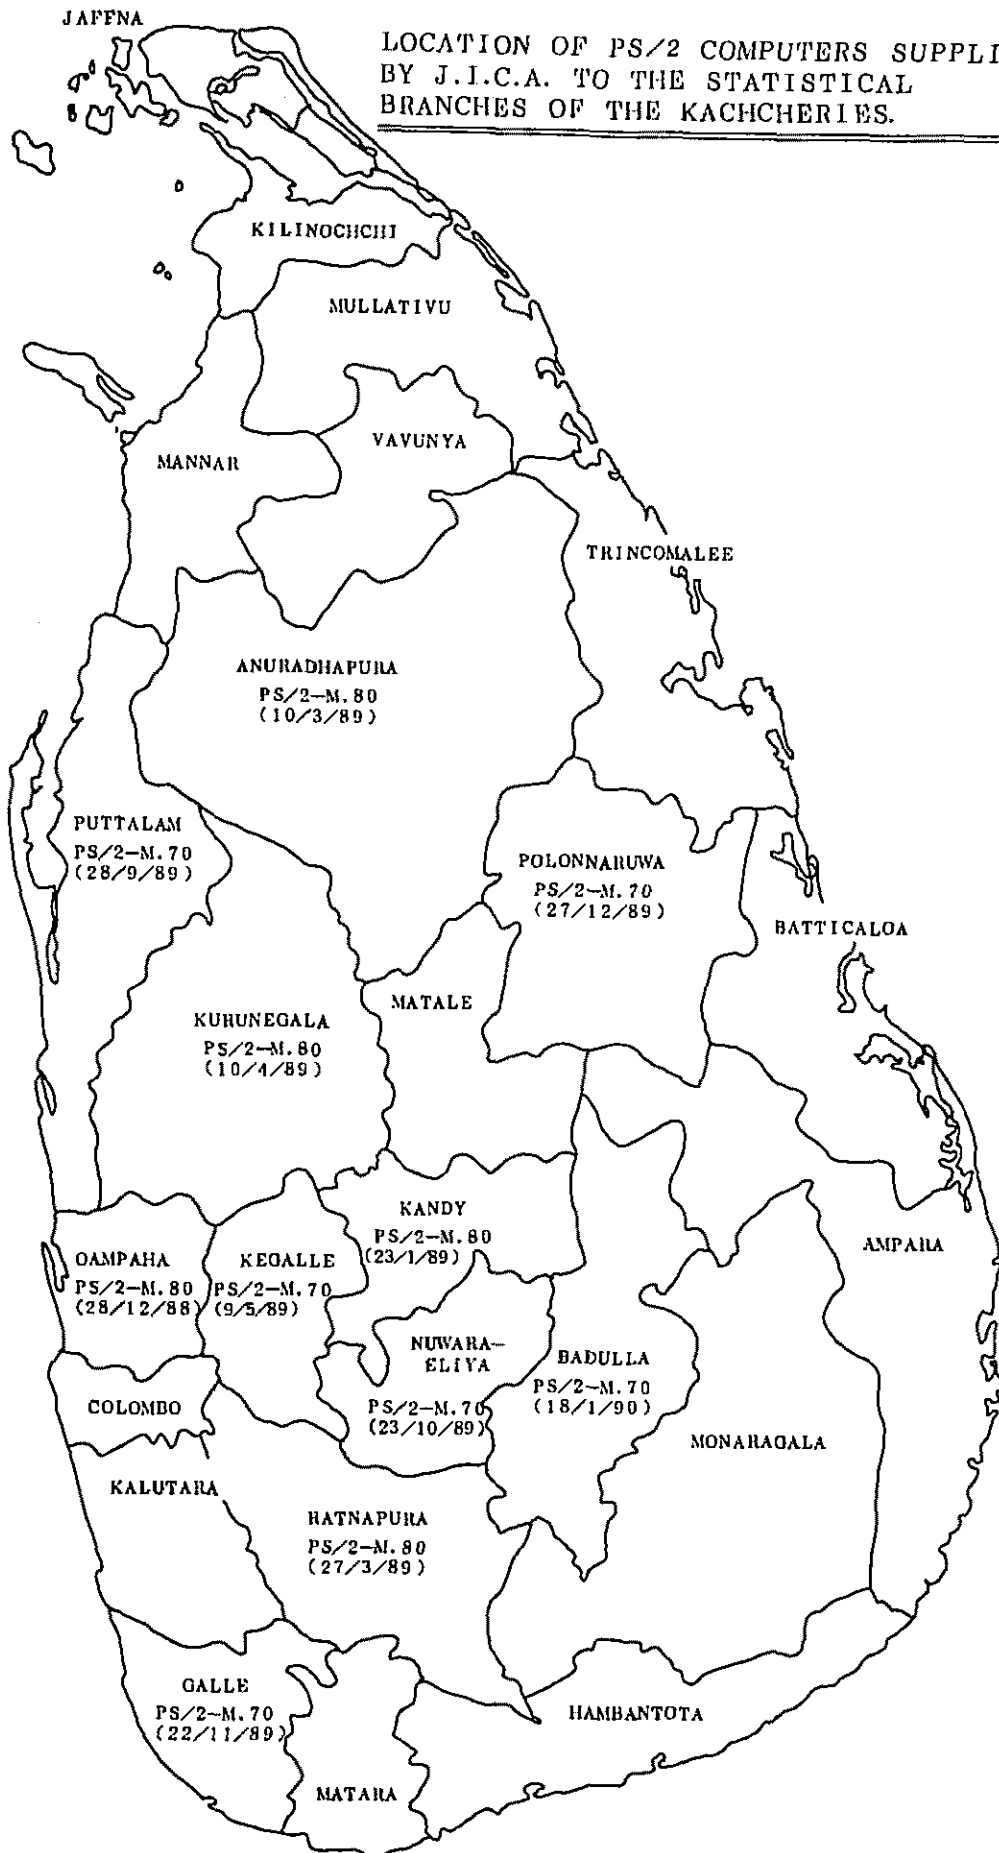 JAFFNA
LOCATION OF PS/2 COMPUTERS SUPPLI
BY J.I.C.A. TO THE STATISTICAL
BRANCHES OF THE KACHCHERIES.
KILINOCHCHI
MULLATIVU
VAVUNYA
MANNAR
TRINCOMALEE
ANURADHAPURA
PS/2-M.80
(10/3/89)
PUTTALAM
PS/2-M.70
(28/9/89)
POLONNARUWA
PS/2-M.70
(27/12/89)
BATTICALOA
MATALE
KURUNEGALA
PS/2-M.80
(10/4/89)
KANDY
PS/2-M.80
(23/1/89)
AMPARA
GAMPAHA
PS/2-M.80
(28/12/88)
KEGALLE
PS/2-M.70
(9/5/89)
NUWARA-
ELIYA
PS/2-M.70
(23/10/89)
BADULLA
PS/2-M.70
(18/1/90)
COLOMBO
MONARAGALA
KALUTARA
RATNAPURA
PS/2-M.80
(27/3/89)
GALLE
PS/2-M.70
(22/11/89)
HAMBANTOTA
MATARA